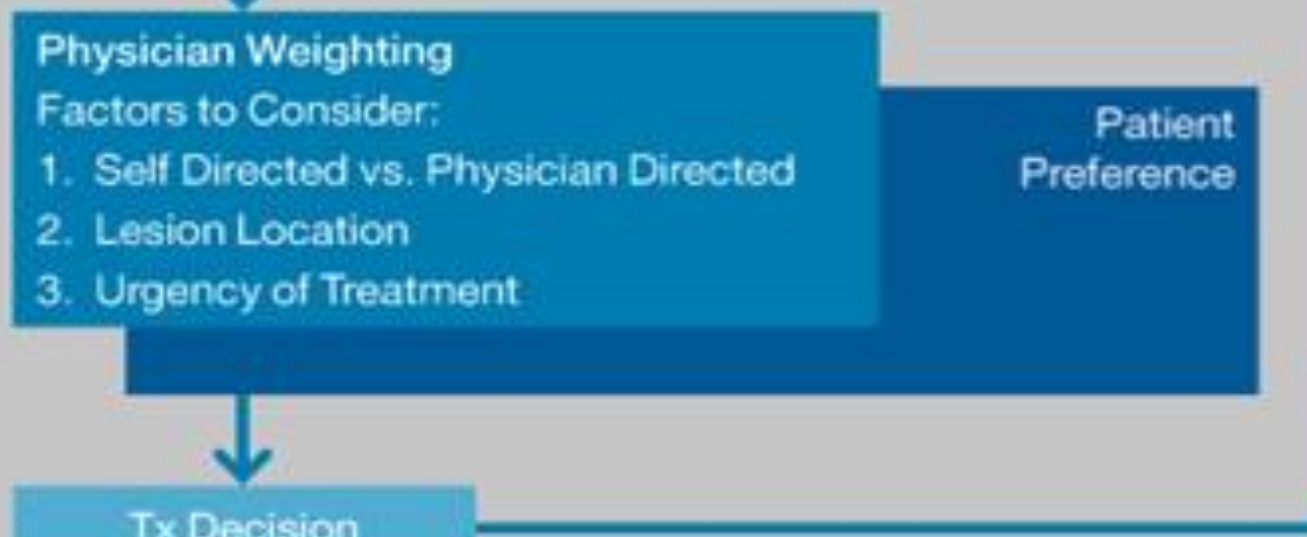 Physician Weighting
Factors to Consider:
1. Self Directed vs. Physician Directed
2. Lesion Location
3. Urgency of Treatment
Patient
Preference
Tx Decision